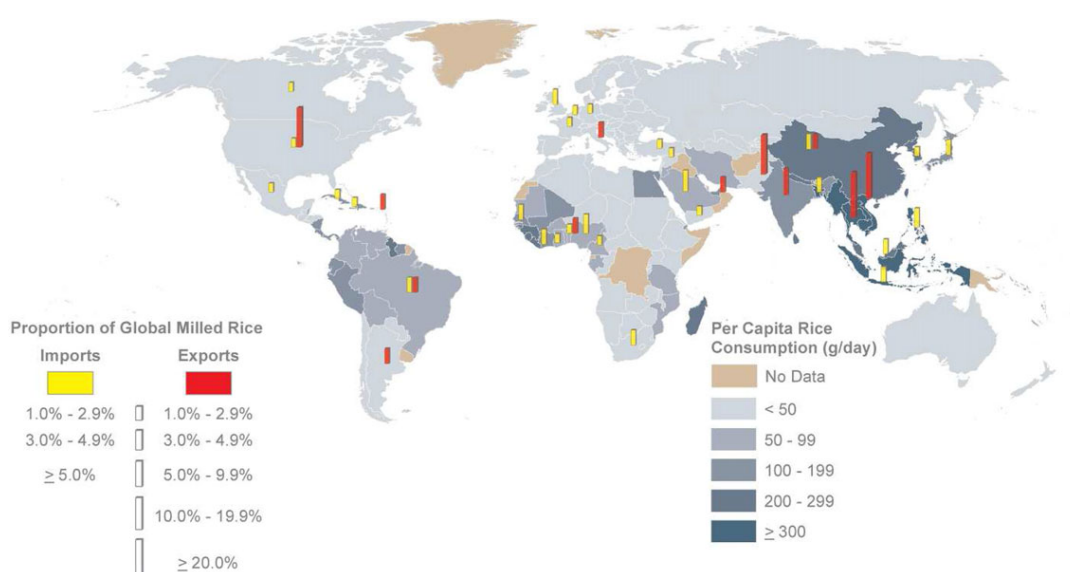 Proportion of Global Milled Rice
Imports Exports
1.0% - 2.9% 1.0% - 2.9%
3.0% - 4.9% 3.0% - 4.9%
≥ 5.0% 5.0% - 9.9%
10.0% - 19.9%
≥ 20.0%
Per Capita Rice
Consumption (g/day)
No Data
< 50
50 - 99
100 - 199
200 - 299
≥ 300